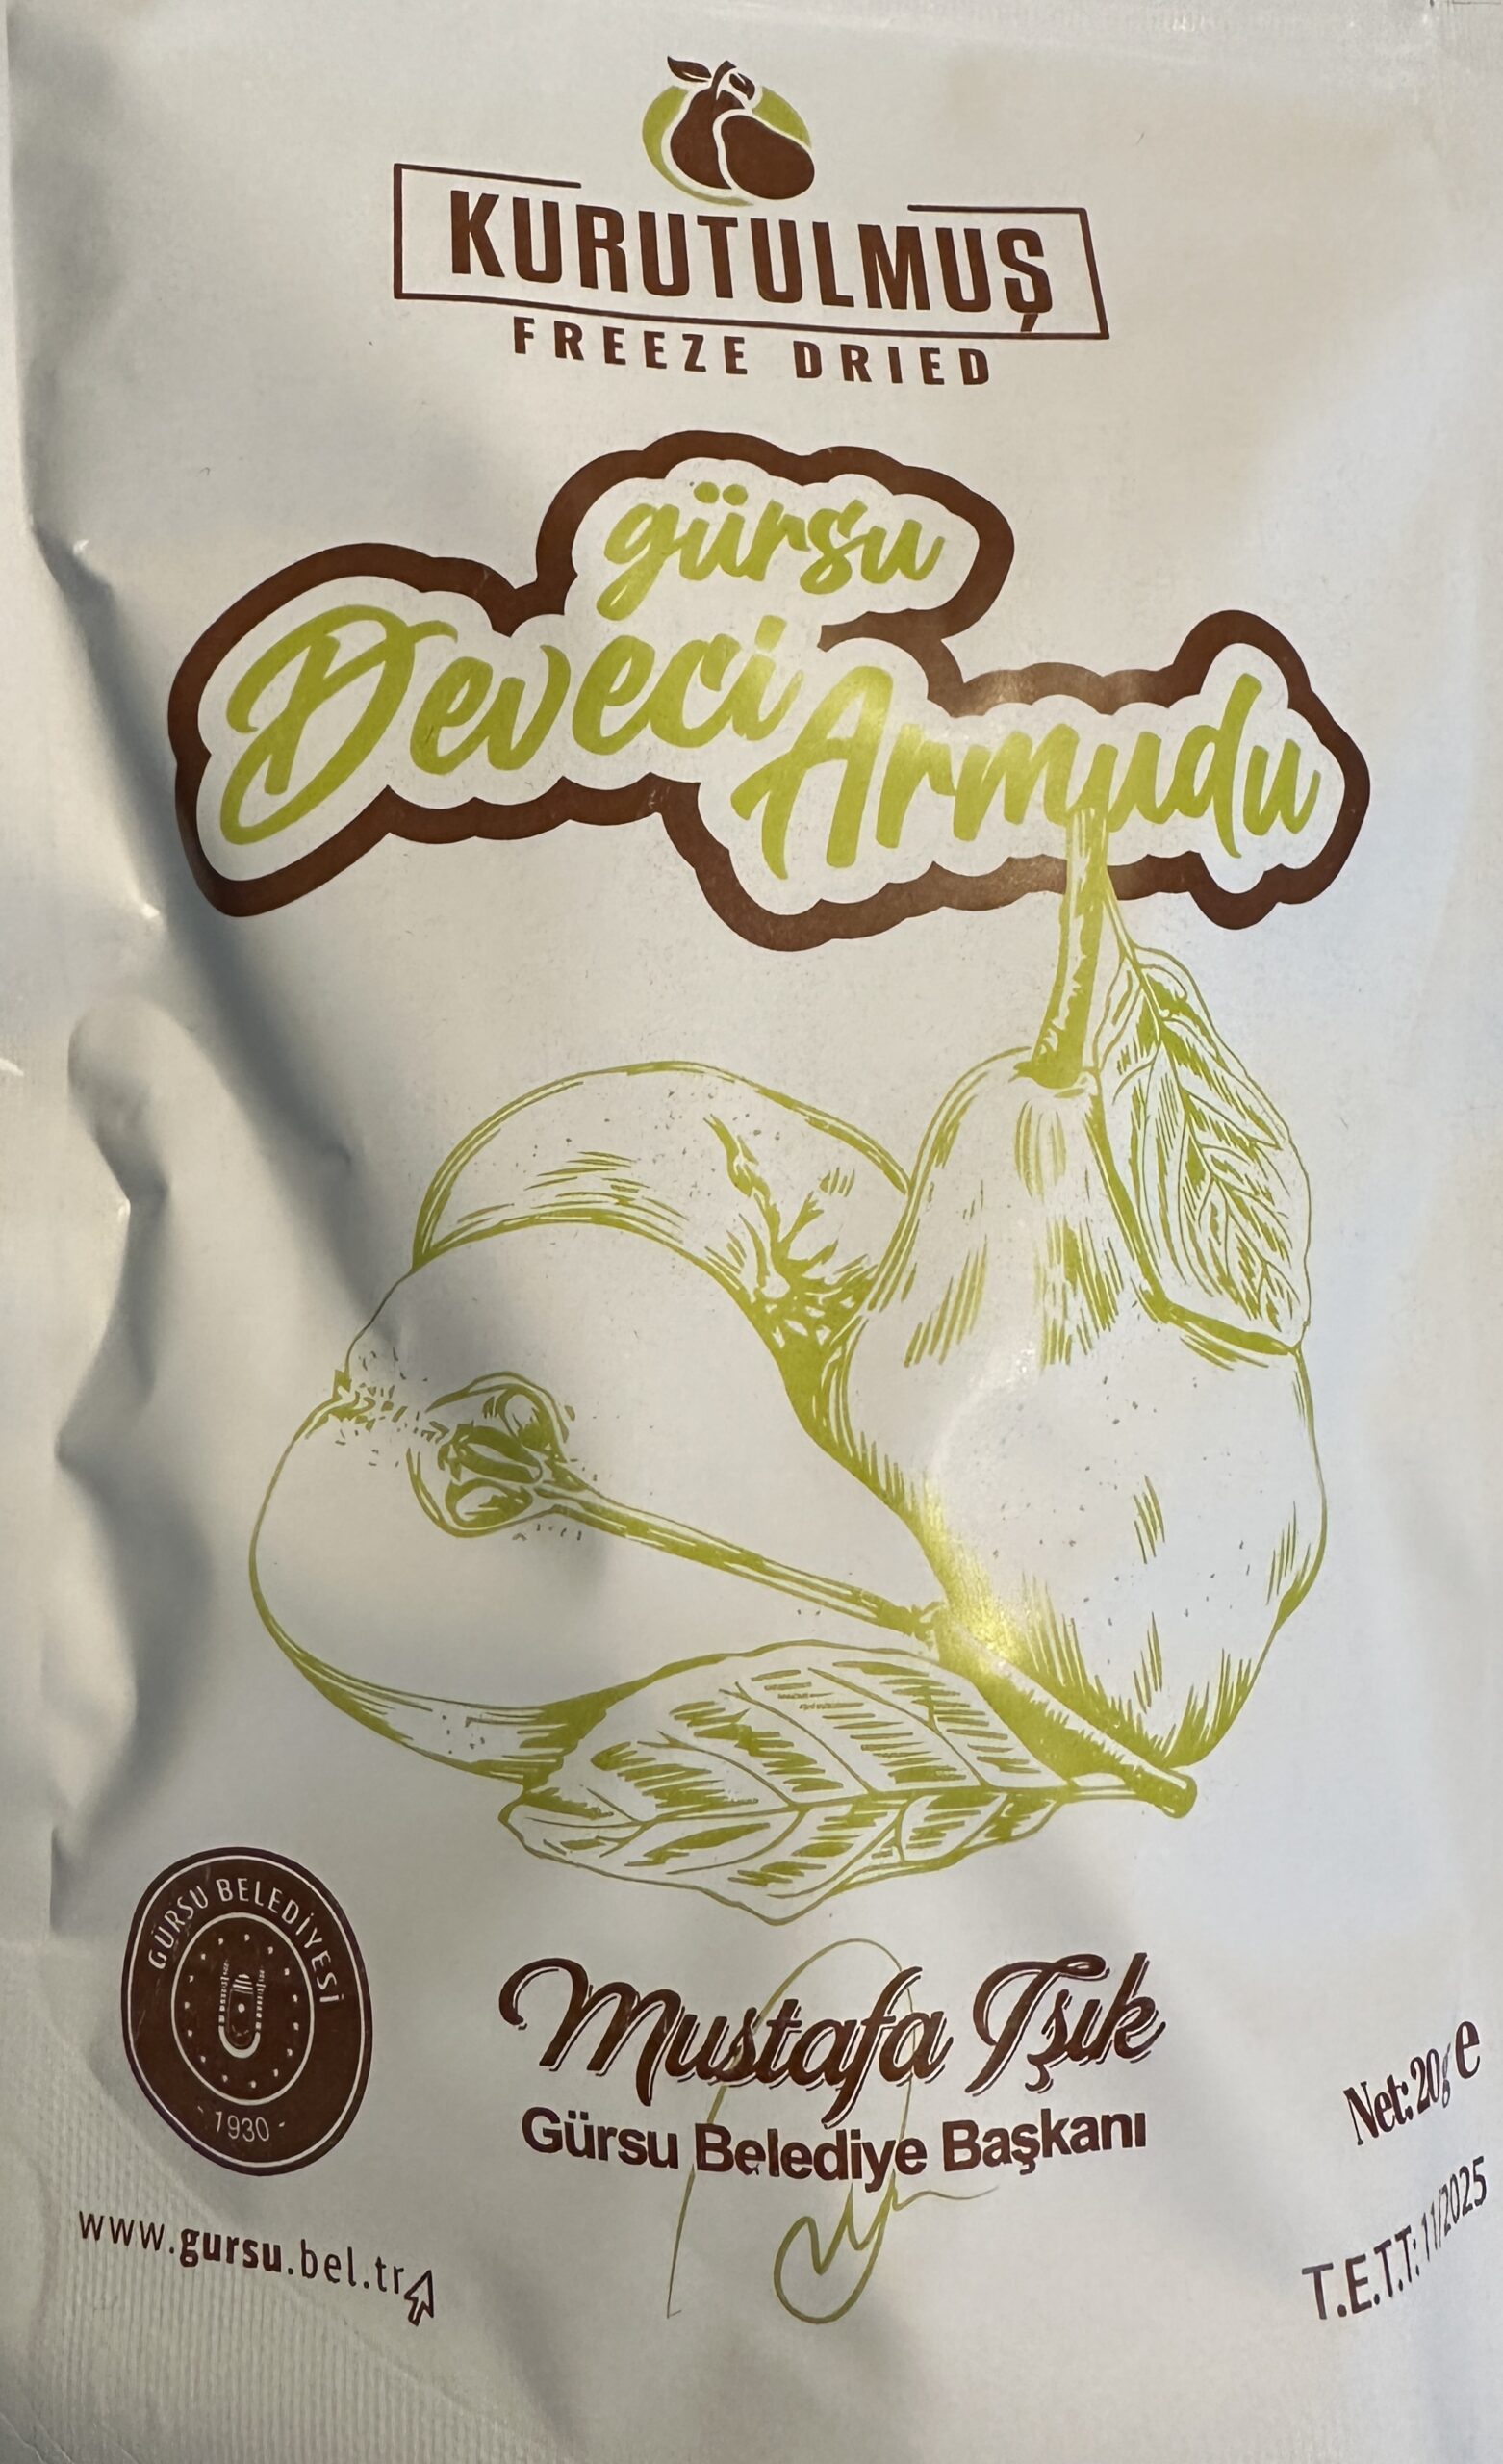 KURUTULMUŞ
FREEZE DRIED
gürsu
Deveci Armudu
GÜRSU BELEDİYESİ
- 1930 -
Mustafa Işık
Gürsu Belediye Başkanı
www.gursu.bel.tr
Net: 20g e
T.E.T.T: 11/2025